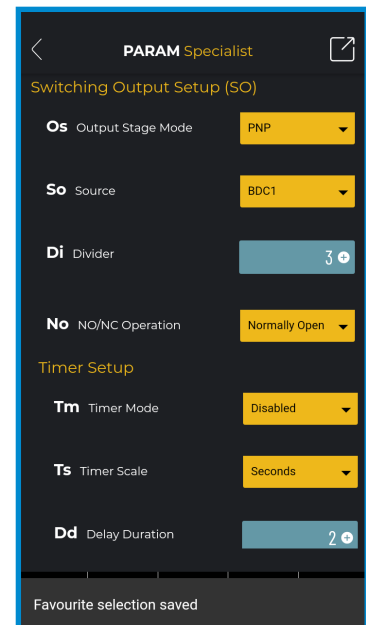 PARAM Specialist
Switching Output Setup (SO)
Os Output Stage Mode PNP
So Source BDC1
Di Divider 3
No NO/NC Operation Normally Open
Timer Setup
Tm Timer Mode Disabled
Ts Timer Scale Seconds
Dd Delay Duration 2
Favourite selection saved